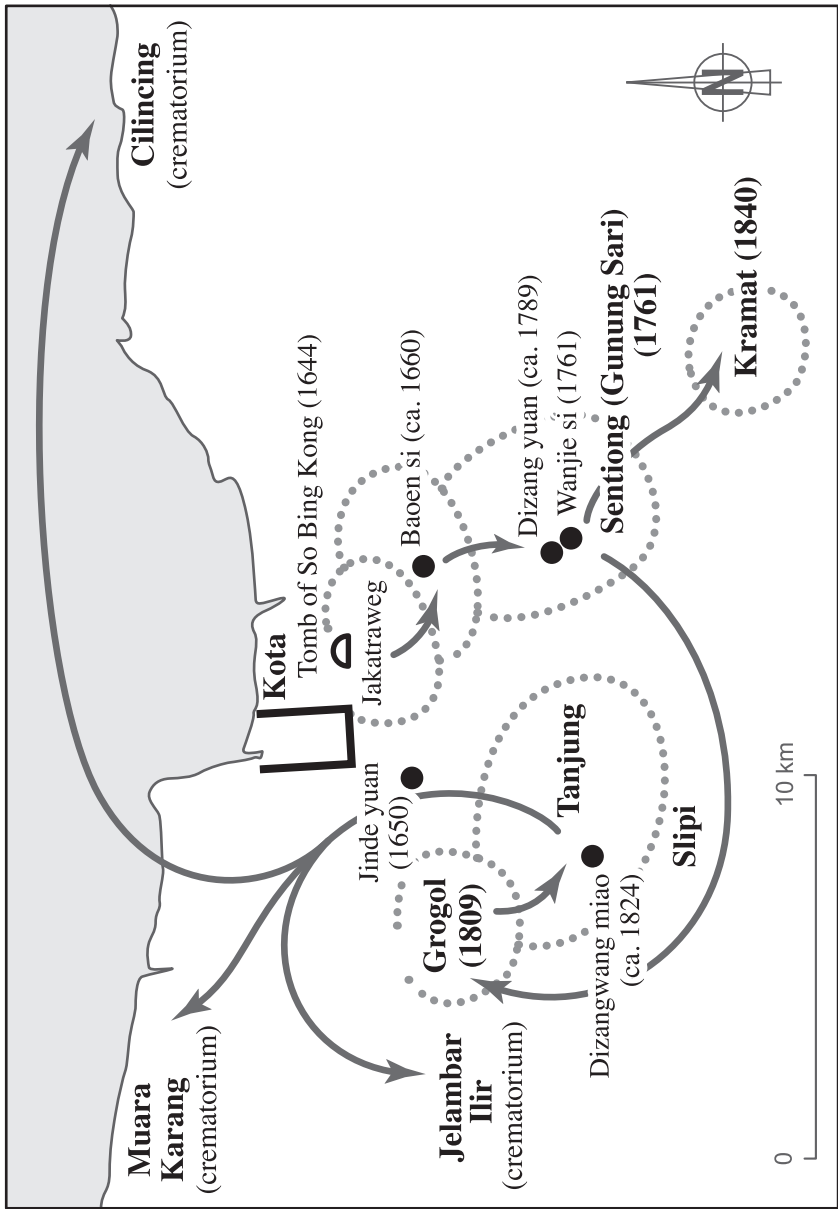 Cilincing
(crematorium)
N
Muara
Karang
(crematorium)
Kota
Tomb of So Bing Kong (1644)
Jakatraweg
Jinde yuan
(1650)
Baoen si (ca. 1660)
Grogol
(1809)
Jelambar
Ilir
(crematorium)
Tanjung
Dizang yuan (ca. 1789)
Wanjie si (1761)
Sentiong (Gunung Sari)
(1761)
Dizangwang miao
(ca. 1824)
Slipi
Kramat (1840)
0
10 km